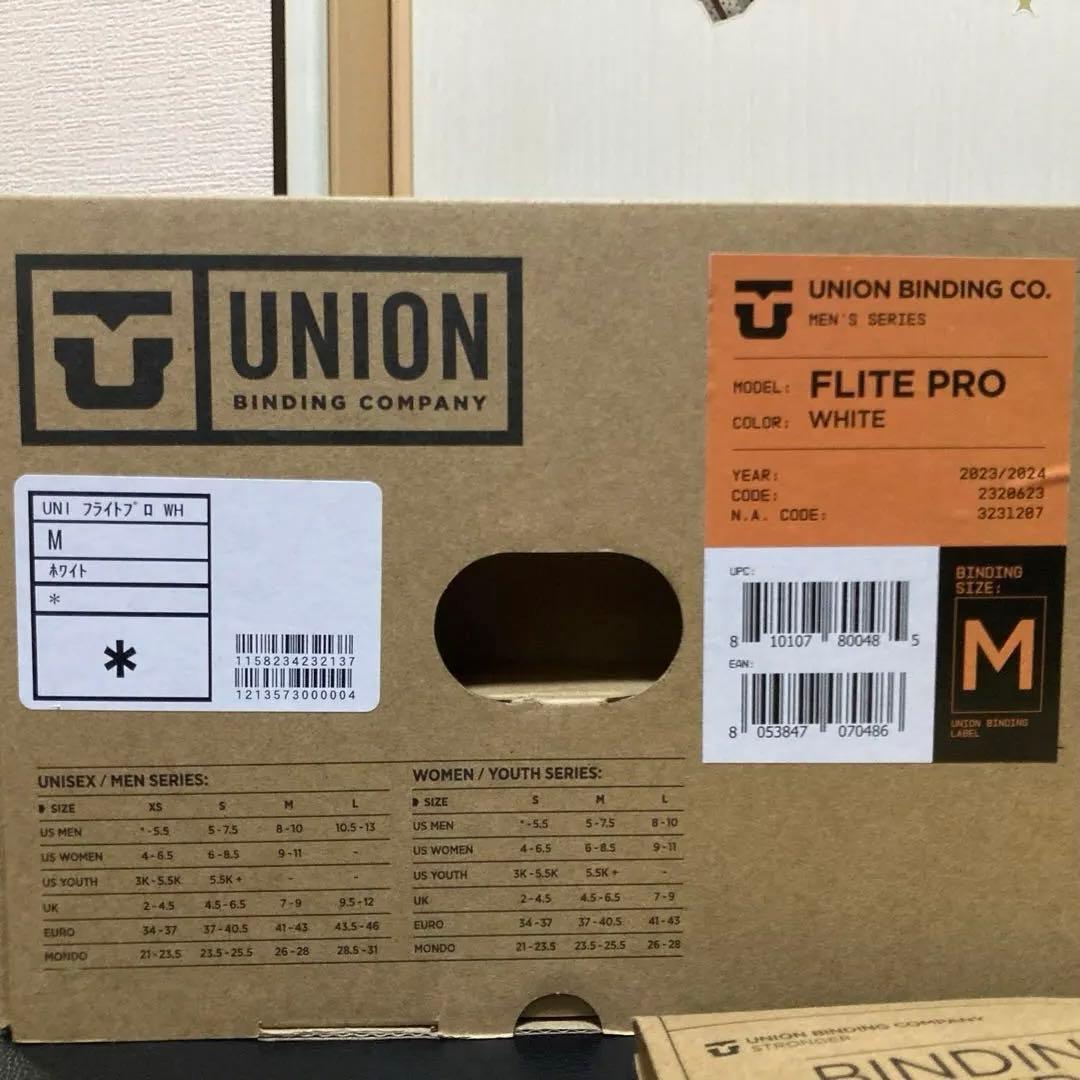 UNION
BINDING COMPANY
UNION BINDING CO.
MEN'S SERIES
MODEL: FLITE PRO
COLOR: WHITE
YEAR: 2023/2024
CODE: 2320623
N.A. CODE: 3231207
UPC:
8 10107 80048 5
EAN:
8 053847 070486
BINDING
SIZE:
M
UNION BINDING
LABEL
UNI フライトプロ WH
M
ホワイト
*
*
1158234232137
1213573000004
UNISEX / MEN SERIES:
SIZE XS S M L
US MEN *-5.5 5-7.5 8-10 10.5-13
US WOMEN 4-6.5 6-8.5 9-11 -
US YOUTH 3K-5.5K 5.5K+ - -
UK 2-4.5 4.5-6.5 7-9 9.5-12
EURO 34-37 37-40.5 41-43 43.5-46
MONDO 21-23.5 23.5-25.5 26-28 28.5-31
WOMEN / YOUTH SERIES:
SIZE S M L
US MEN *-5.5 5-7.5 8-10
US WOMEN 4-6.5 6-8.5 9-11
US YOUTH 3K-5.5K 5.5K+ -
UK 2-4.5 4.5-6.5 7-9
EURO 34-37 37-40.5 41-43
MONDO 21-23.5 23.5-25.5 26-28
UNION BINDING COMPANY
STRONGER
BINDIN